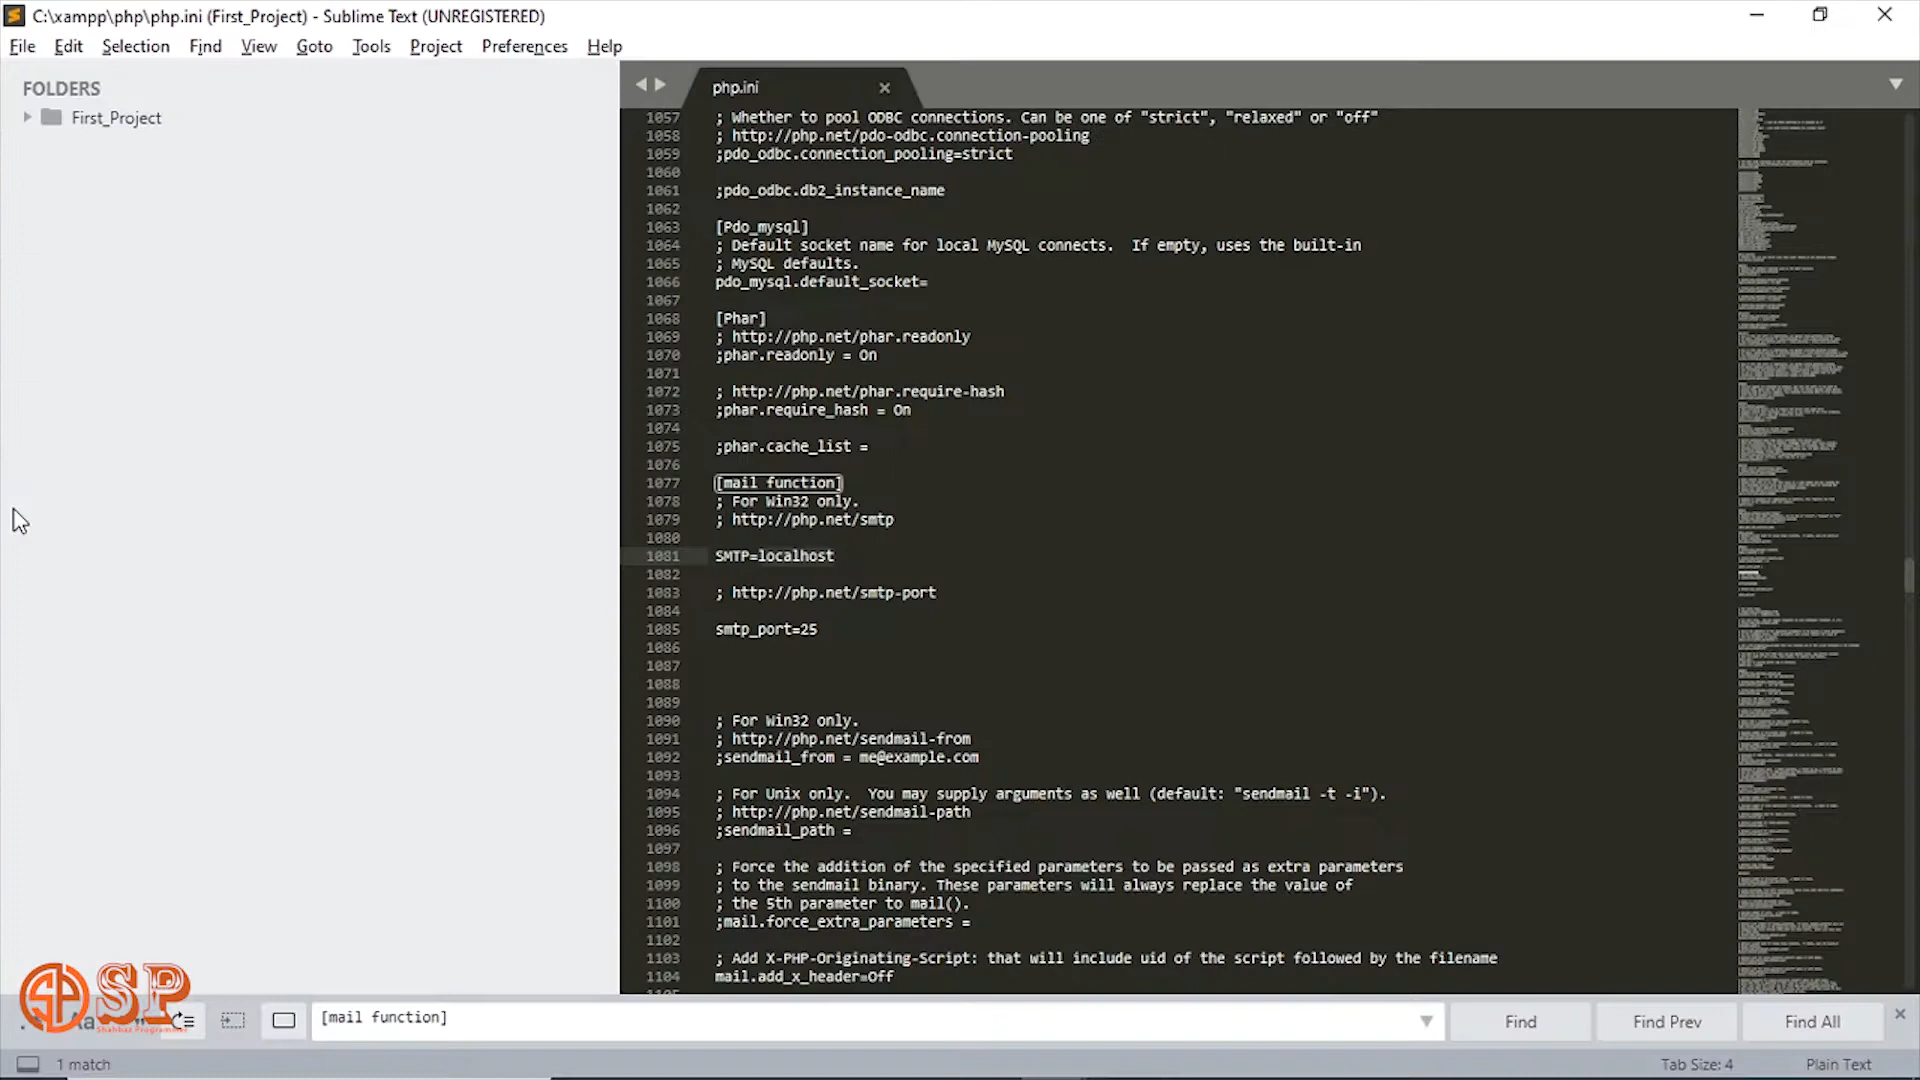 C:\xampp\php\php.ini (First_Project) - Sublime Text (UNREGISTERED)
File Edit Selection Find View Goto Tools Project Preferences Help
FOLDERS
First_Project
php.ini
1057 ; Whether to pool ODBC connections. Can be one of "strict", "relaxed" or "off"
1058 ; http://php.net/pdo-odbc.connection-pooling
1059 ;pdo_odbc.connection_pooling=strict
1060
1061 ;pdo_odbc.db2_instance_name
1062
1063 [Pdo_mysql]
1064 ; Default socket name for local MySQL connects.  If empty, uses the built-in
1065 ; MySQL defaults.
1066 pdo_mysql.default_socket=
1067
1068 [Phar]
1069 ; http://php.net/phar.readonly
1070 ;phar.readonly = On
1071
1072 ; http://php.net/phar.require-hash
1073 ;phar.require_hash = On
1074
1075 ;phar.cache_list =
1076
1077 [mail function]
1078 ; For Win32 only.
1079 ; http://php.net/smtp
1080
1081 SMTP=localhost
1082
1083 ; http://php.net/smtp-port
1084
1085 smtp_port=25
1086
1087
1088
1089
1090 ; For Win32 only.
1091 ; http://php.net/sendmail-from
1092 ;sendmail_from = me@example.com
1093
1094 ; For Unix only.  You may supply arguments as well (default: "sendmail -t -i").
1095 ; http://php.net/sendmail-path
1096 ;sendmail_path =
1097
1098 ; Force the addition of the specified parameters to be passed as extra parameters
1099 ; to the sendmail binary. These parameters will always replace the value of
1100 ; the 5th parameter to mail().
1101 ;mail.force_extra_parameters =
1102
1103 ; Add X-PHP-Originating-Script: that will include uid of the script followed by the filename
1104 mail.add_x_header=Off
SP
Shahbaz Programmer
[mail function]
Find Find Prev Find All
1 match
Tab Size: 4 Plain Text